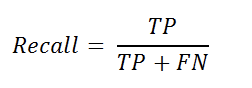 Recall = TP / (TP + FN)